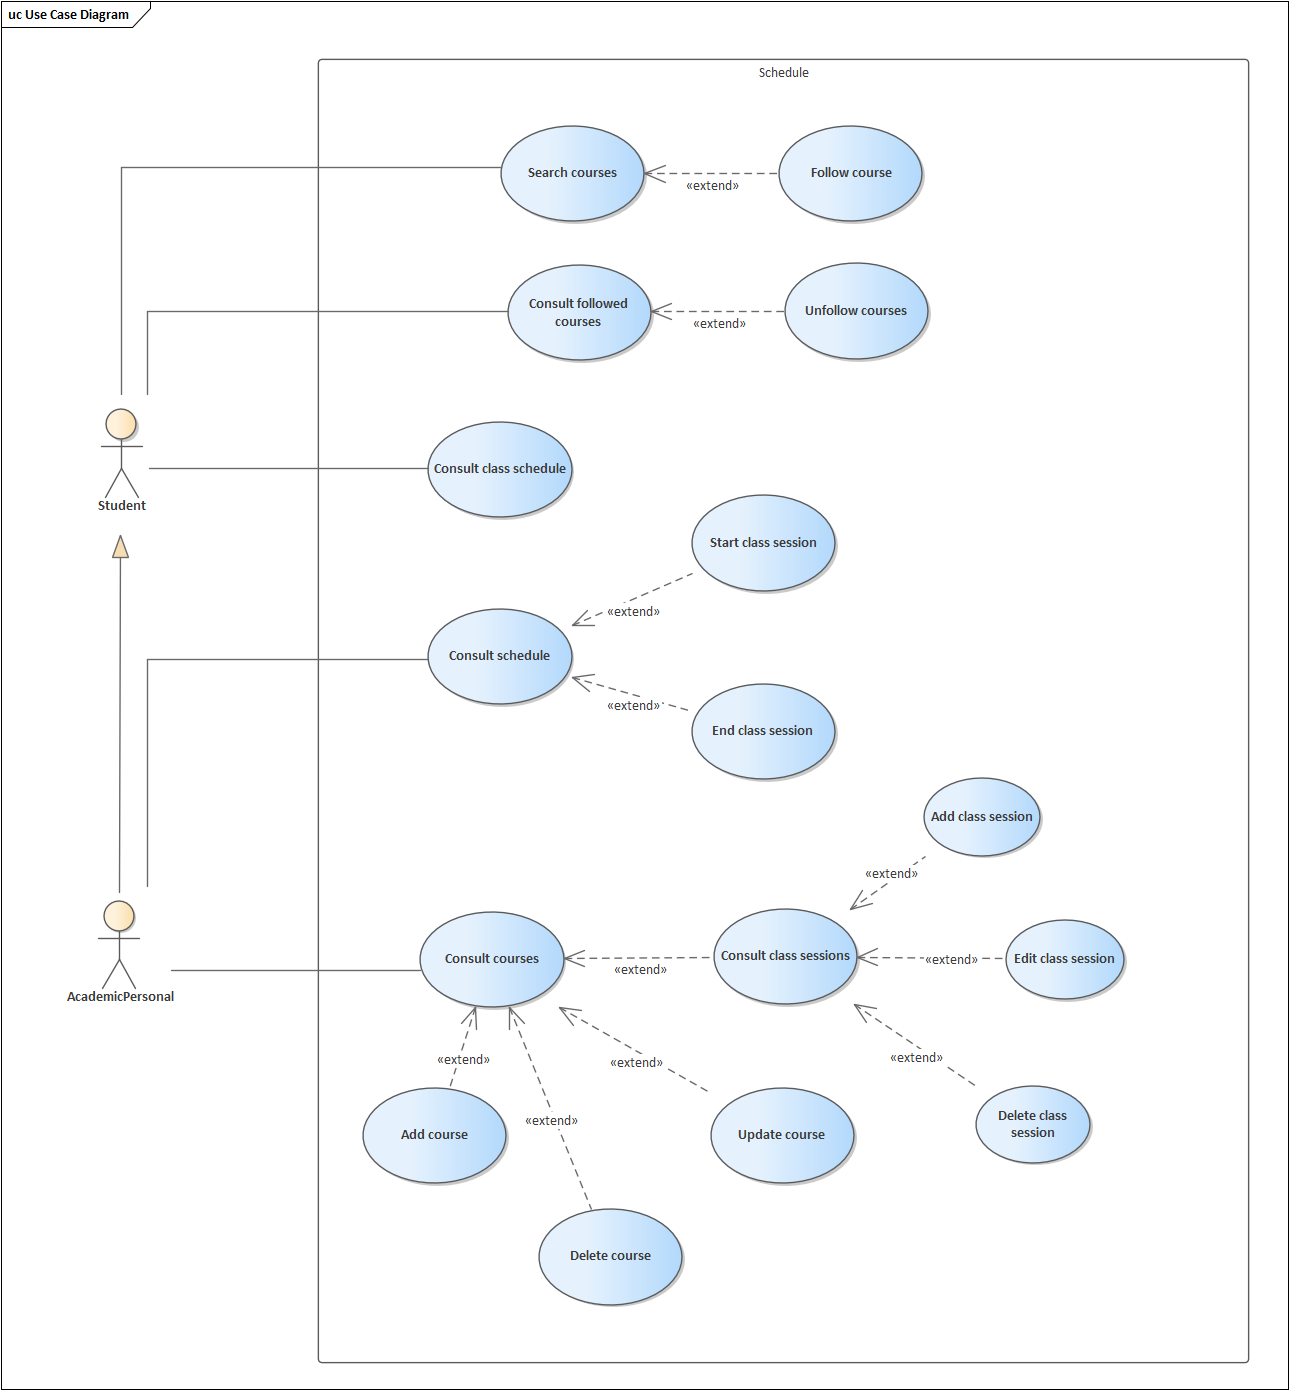 uc Use Case Diagram
Schedule
Search courses
«extend»
Follow course
Consult followed
courses
«extend»
Unfollow courses
Student
Consult class schedule
Start class session
«extend»
Consult schedule
«extend»
End class session
Add class session
«extend»
AcademicPersonal
Consult courses
«extend»
Consult class sessions
«extend»
Edit class session
«extend»
«extend»
«extend»
«extend»
Add course
Update course
Delete class
session
Delete course